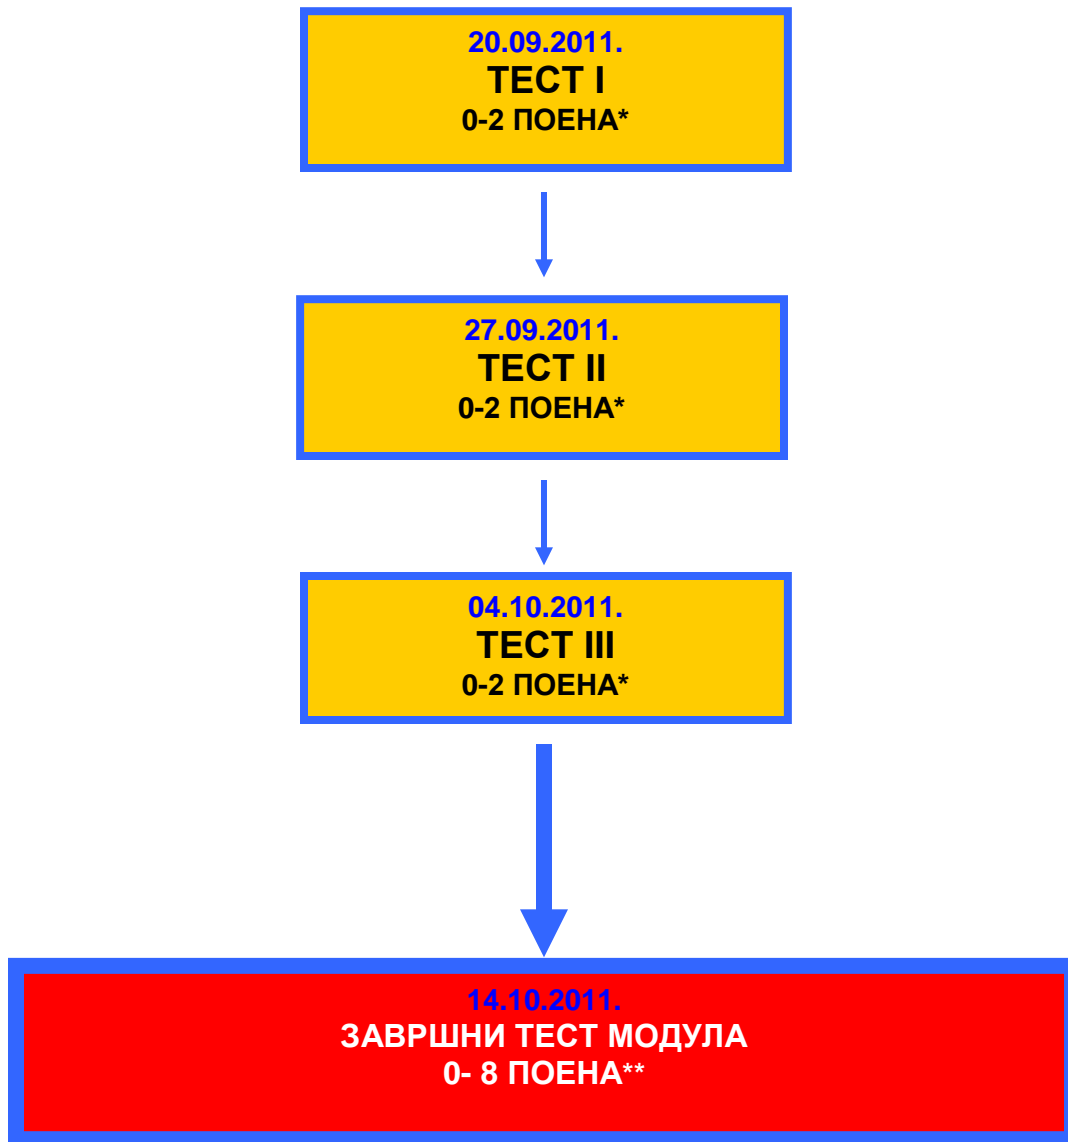 20.09.2011.
ТЕСТ I
0-2 ПОЕНА*
27.09.2011.
ТЕСТ II
0-2 ПОЕНА*
04.10.2011.
ТЕСТ III
0-2 ПОЕНА*
14.10.2011.
ЗАВРШНИ ТЕСТ МОДУЛА
0- 8 ПОЕНА**